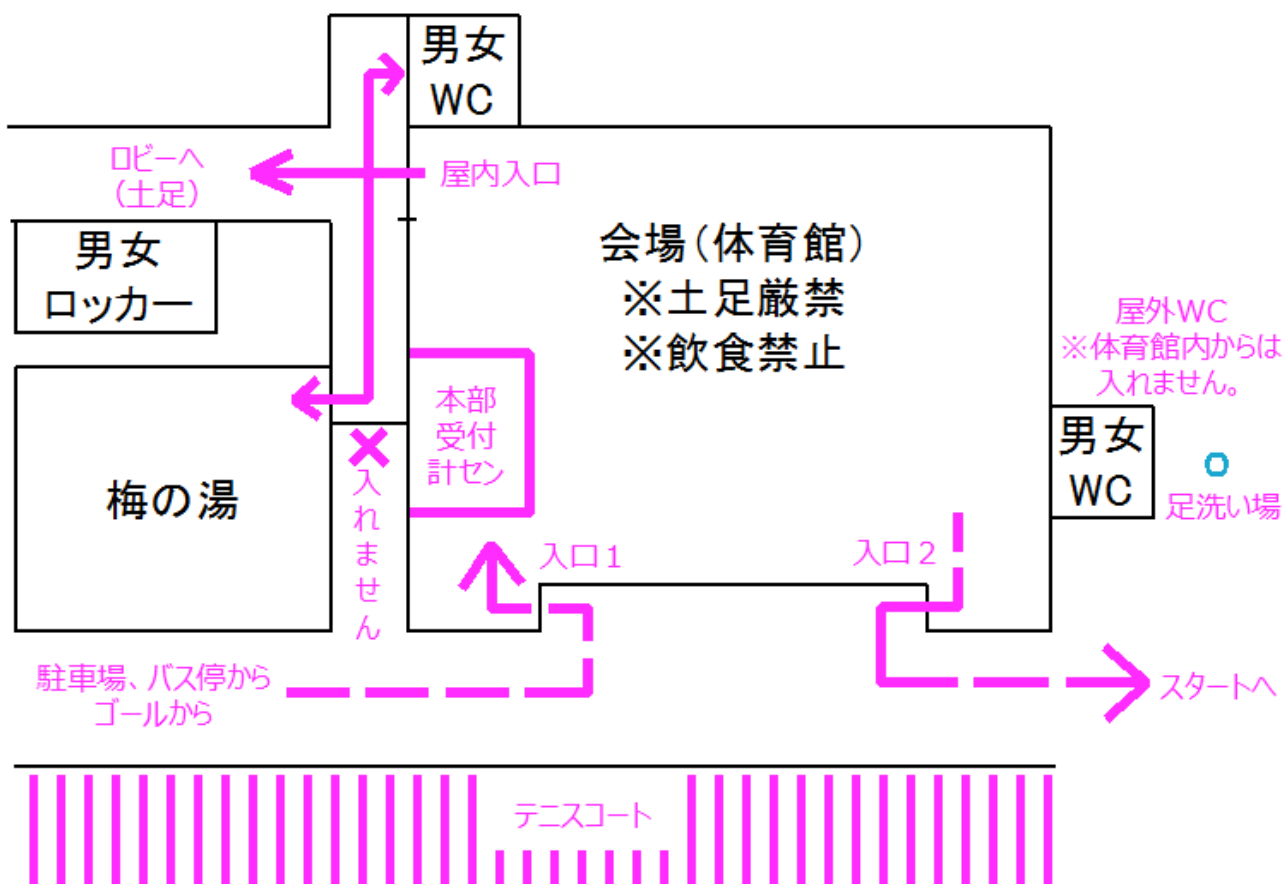 男女
WC
ロビーへ
(土足)
屋内入口
男女
ロッカー
会場(体育館)
※土足厳禁
※飲食禁止
屋外WC
※体育館内からは
入れません。
本部
受付
計セン
男女
WC
足洗い場
梅の湯
入れません
入口1
入口2
駐車場、バス停から
ゴールから
スタートへ
テニスコート